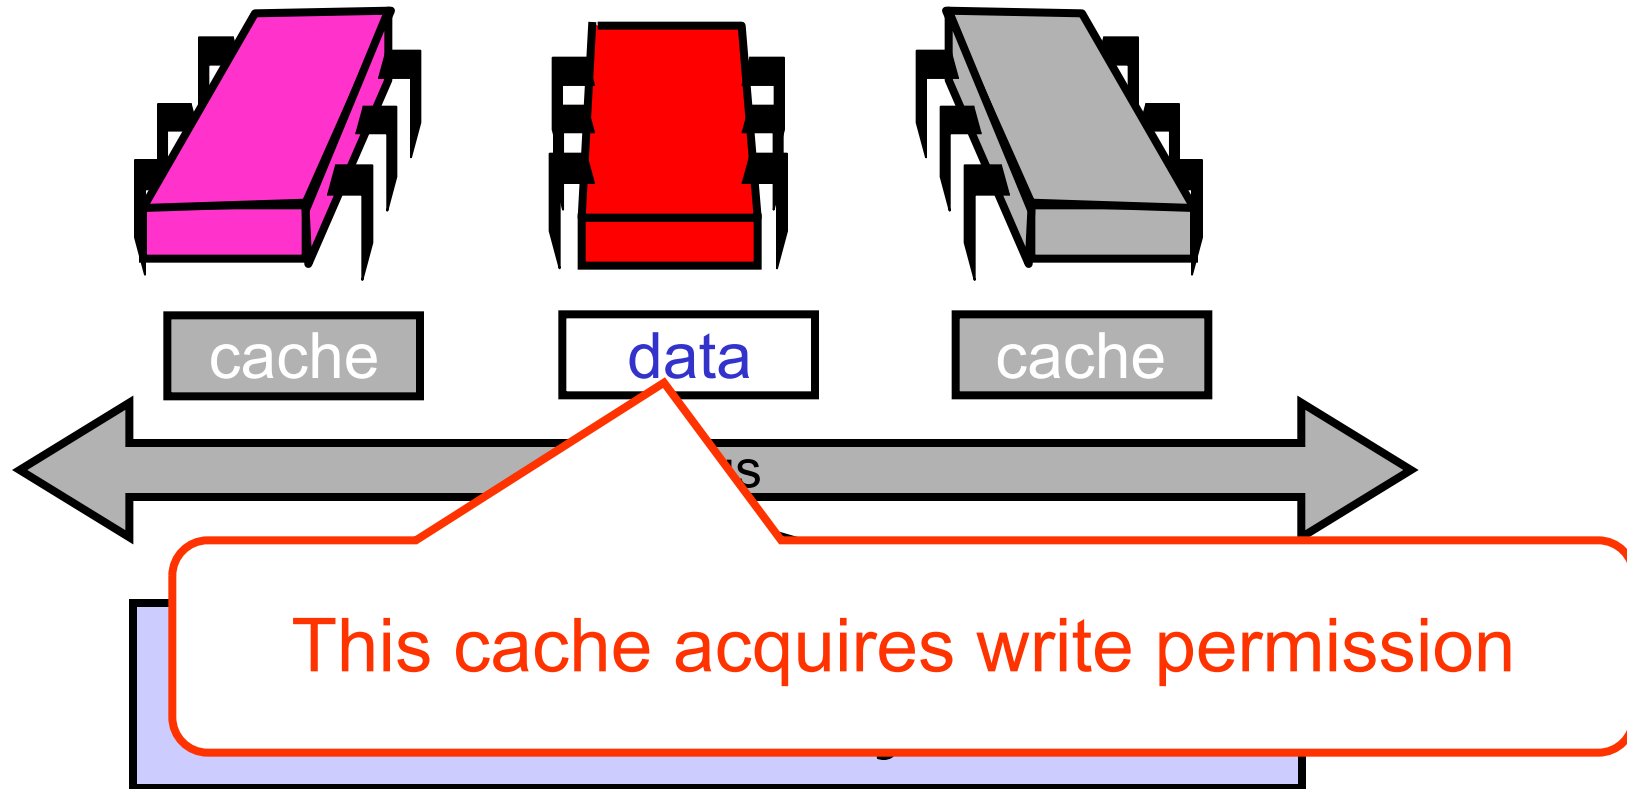 cache data cache
This cache acquires write permission